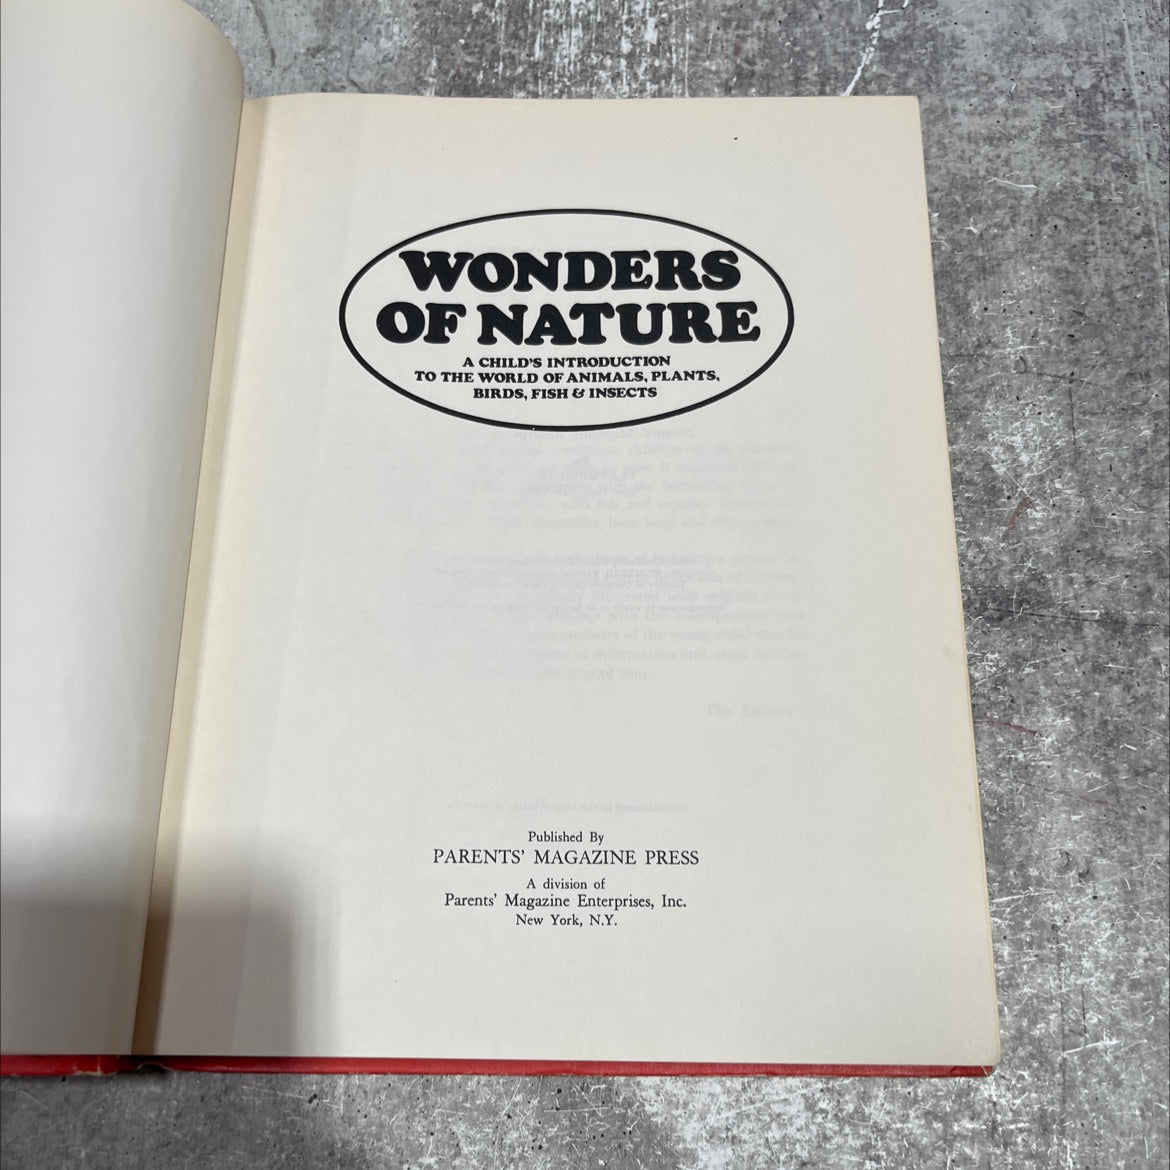 WONDERS
OF NATURE
A CHILD'S INTRODUCTION
TO THE WORLD OF ANIMALS, PLANTS,
BIRDS, FISH & INSECTS
Published By
PARENTS' MAGAZINE PRESS
A division of
Parents' Magazine Enterprises, Inc.
New York, N.Y.